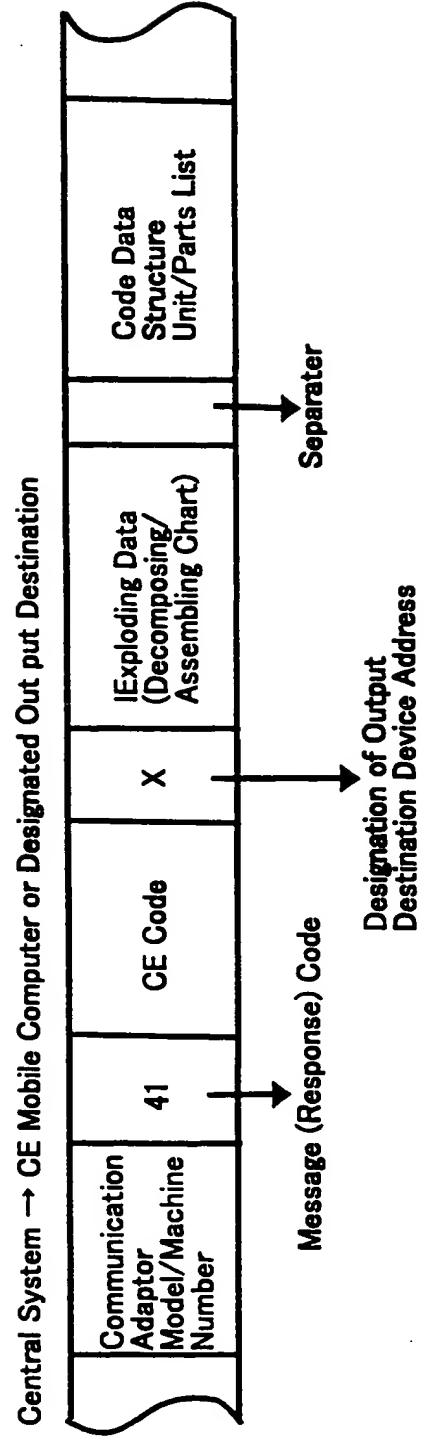 Central System → CE Mobile Computer or Designated Out put Destination
Communication
Adaptor
Model/Machine
Number
41
CE Code
X
IExploding Data
(Decomposing/
Assembling Chart)
Code Data
Structure
Unit/Parts List
Message (Response) Code
Designation of Output
Destination Device Address
Separater